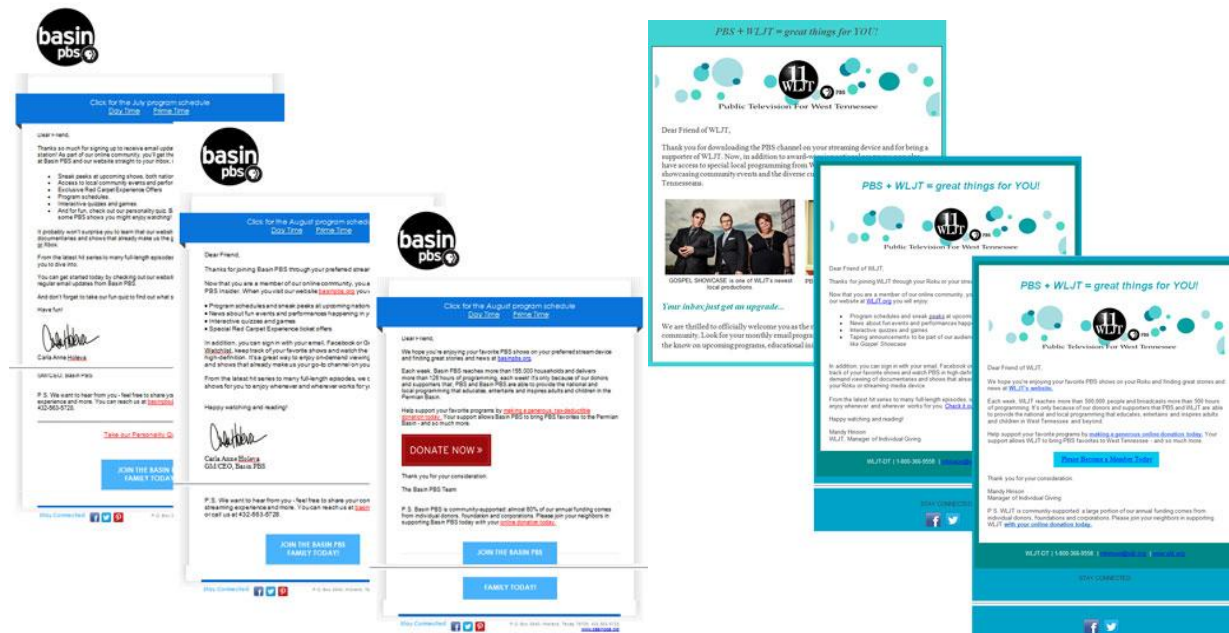 basin
pbs
Click for the July program schedule
Day Time Prime Time
Dear Friend,
Thanks so much for signing up to receive email
station! As part of our online community, you'll get the
at Basin PBS and our website straight to your inbox,
• Sneak peeks at upcoming shows, both
• Access to local community events and
• Exclusive Red Carpet Experience Offers
• Program schedules
• Interactive quizzes and games
• And for fun, check out our personality quiz.
some PBS shows you might enjoy watching!
It probably won't surprise you to learn that our
documentaries and shows that already make us the
or Xbox.
From the latest hit series to many full-length episodes
you to dive into.
You can get started today by checking out our
regular email updates from Basin PBS.
And don't forget to take our fun quiz to find out what
Have fun!
Carla Anne Holeva
GM/CEO, Basin PBS
P.S. We want to hear from you - feel free to share
experience and more. You can reach us at
432-563-5728.
Take our Personality
JOIN THE BASIN
FAMILY TODAY!
Stay Connected
basin
pbs
Click for the August program
Day Time Prime Time
Dear Friend,
Thanks for joining Basin PBS through your preferred
Now that you are a member of our online community, you
PBS Insider. When you visit our website basinpbs.org
• Program schedules and sneak peeks at upcoming
• News about fun events and performances happening in
• Interactive quizzes and games
• Special Red Carpet Experience ticket offers
In addition, you can sign in with your email, Facebook or
Watchlist, keep track of your favorite shows and watch the
high-definition. It's a great way to enjoy on-demand viewing
and shows that already make us your go-to channel on
From the latest hit series to many full-length episodes, we
shows for you to enjoy whenever and wherever works for
Happy watching and reading!
Carla Anne Holeva
GM/CEO, Basin PBS
P.S. We want to hear from you - feel free to share your
streaming experience and more. You can reach us at
or call us at 432-563-5728.
JOIN THE BASIN PBS
FAMILY TODAY!
Stay Connected
basin
pbs
Click for the August program schedule
Day Time Prime Time
Dear Friend,
We hope you're enjoying your favorite PBS shows on your preferred stream device
and finding great stories and news at basinpbs.org.
Each week, Basin PBS reaches more than 155,000 households and delivers
more than 126 hours of programming, each week! It's only because of our donors
and supporters that, PBS and Basin PBS are able to provide the national and
local programming that educates, entertains and inspires adults and children in the
Permian Basin.
Help support your favorite programs by making a generous, tax-deductible
donation today. Your support allows Basin PBS to bring PBS favorites to the Permian
Basin - and so much more.
DONATE NOW »
Thank you for your consideration.
The Basin PBS Team
P.S. Basin PBS is community-supported: almost 80% of our annual funding comes
from individual donors, foundation and corporations. Please join your neighbors in
supporting Basin PBS today with your online donation today.
JOIN THE BASIN PBS
FAMILY TODAY!
Stay Connected
PBS + WLJT = great things for YOU!
11
WLJT
PBS
Public Television For West Tennessee
Dear Friend of WLJT,
Thank you for downloading the PBS channel on your streaming device and for being a
supporter of WLJT. Now, in addition to
have access to special local programming from
showcasing community events and the diverse
Tennesseans.
GOSPEL SHOWCASE is one of WLJT's newest
local productions.
Your inbox just got an upgrade...
We are thrilled to officially welcome you as the
community. Look for your monthly email
the know on upcoming programs, educational
PBS + WLJT = great things for YOU!
11
WLJT
PBS
Public Television For West Tennessee
Dear Friend of WLJT,
Thanks for joining WLJT through your Roku or your
Now that you are a member of our online community,
our website at WLJT.org you will enjoy:
• Program schedules and sneak peeks at
• News about fun events and performances
• Interactive quizzes and games
• Taping announcements to be part of our
like Gospel Showcase
In addition, you can sign in with your email, Facebook or
track of your favorite shows and watch PBS in high
demand viewing of documentaries and shows that
your Roku or streaming media device.
From the latest hit series to many full-length episodes,
enjoy whenever and wherever works for you.
Happy watching and reading!
Mandy Hinson
WLJT, Manager of Individual Giving
WLJT-DT | 1-800-366-9558 |
STAY
PBS + WLJT = great things for YOU!
11
WLJT
PBS
Public Television For West Tennessee
Dear Friend of WLJT,
We hope you're enjoying your favorite PBS shows on your Roku and finding great stories and
news at WLJT's website.
Each week, WLJT reaches more than 500,000 people and broadcasts more than 500 hours
of programming. It's only because of our donors and supporters that PBS and WLJT are able
to provide the national and local programming that educates, entertains and inspires adults
and children in West Tennessee and beyond.
Help support your favorite programs by making a generous online donation today. Your
support allows WLJT to bring PBS favorites to West Tennessee - and so much more.
Please Become a Member Today
Thank you for your consideration.
Mandy Hinson
Manager of Individual Giving
P.S. WLJT is community-supported: a large portion of our annual funding comes from
individual donors, foundations and corporations. Please join your neighbors in supporting
WLJT with your online donation today.
WLJT-DT | 1-800-366-9558 |
STAY CONNECTED